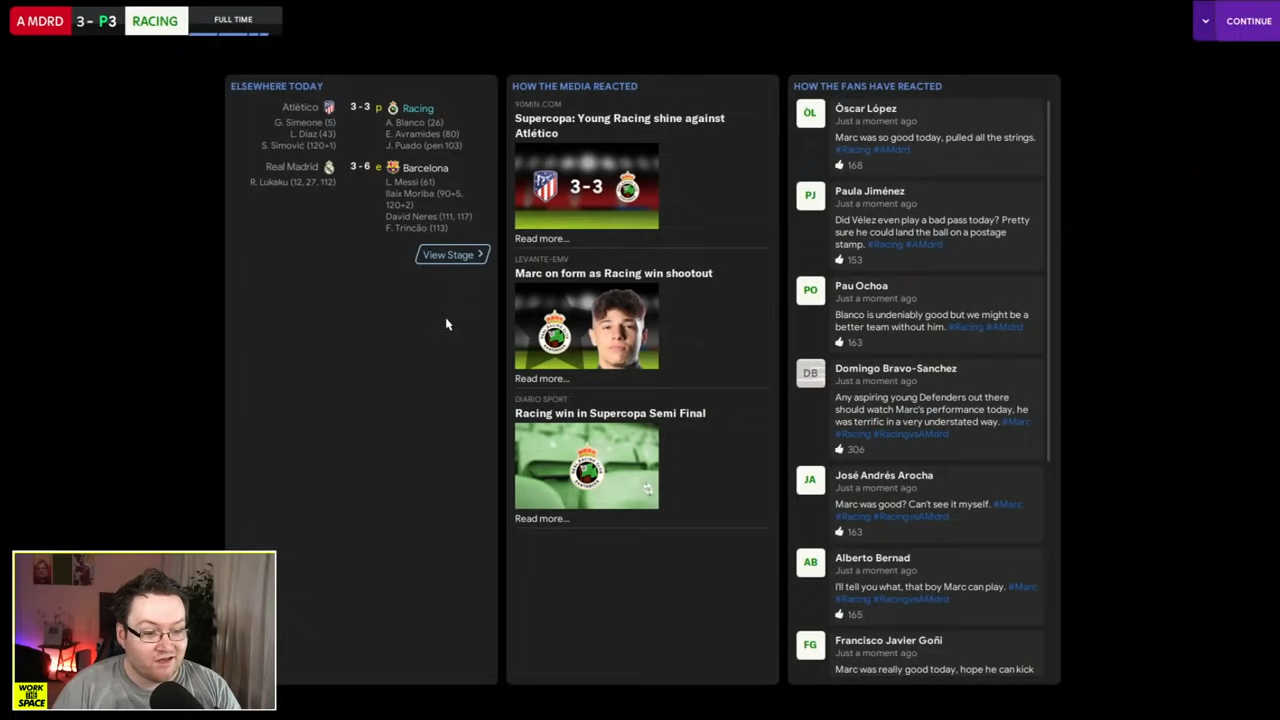 A MDRD 3 - P3 RACING FULL TIME
CONTINUE
ELSEWHERE TODAY
Atlético 3-3 p Racing
G. Simeone (5)
L. Díaz (43)
S. Simović (120+1)
A. Blanco (26)
E. Avramides (80)
J. Puado (pen 103)
Real Madrid 3-6 e Barcelona
R. Lukaku (12, 27, 112)
L. Messi (61)
Ilaix Moriba (90+5,
120+2)
David Neres (111, 117)
F. Trincão (113)
View Stage
HOW THE MEDIA REACTED
90MIN.COM
Supercopa: Young Racing shine against
Atlético
3-3
Read more...
LEVANTE-EMV
Marc on form as Racing win shootout
Read more...
DIARIO SPORT
Racing win in Supercopa Semi Final
Read more...
HOW THE FANS HAVE REACTED
ÒL
Òscar López
Just a moment ago
Marc was so good today, pulled all the strings.
#Racing #AMdrd
168
PJ
Paula Jiménez
Just a moment ago
Did Vélez even play a bad pass today? Pretty
sure he could land the ball on a postage
stamp. #Racing #AMdrd
153
PO
Pau Ochoa
Just a moment ago
Blanco is undeniably good but we might be a
better team without him. #Racing #AMdrd
163
DB
Domingo Bravo-Sanchez
Just a moment ago
Any aspiring young Defenders out there
should watch Marc's performance today, he
was terrific in a very understated way. #Marc
#Racing #RacingvsAMdrd
306
JA
José Andrés Arocha
Just a moment ago
Marc was good? Can't see it myself. #Marc
#Racing #RacingvsAMdrd
163
AB
Alberto Bernad
Just a moment ago
I'll tell you what, that boy Marc can play. #Marc
#Racing #RacingvsAMdrd
165
FG
Francisco Javier Goñi
Just a moment ago
Marc was really good today, hope he can kick
WORK
THE
SPACE